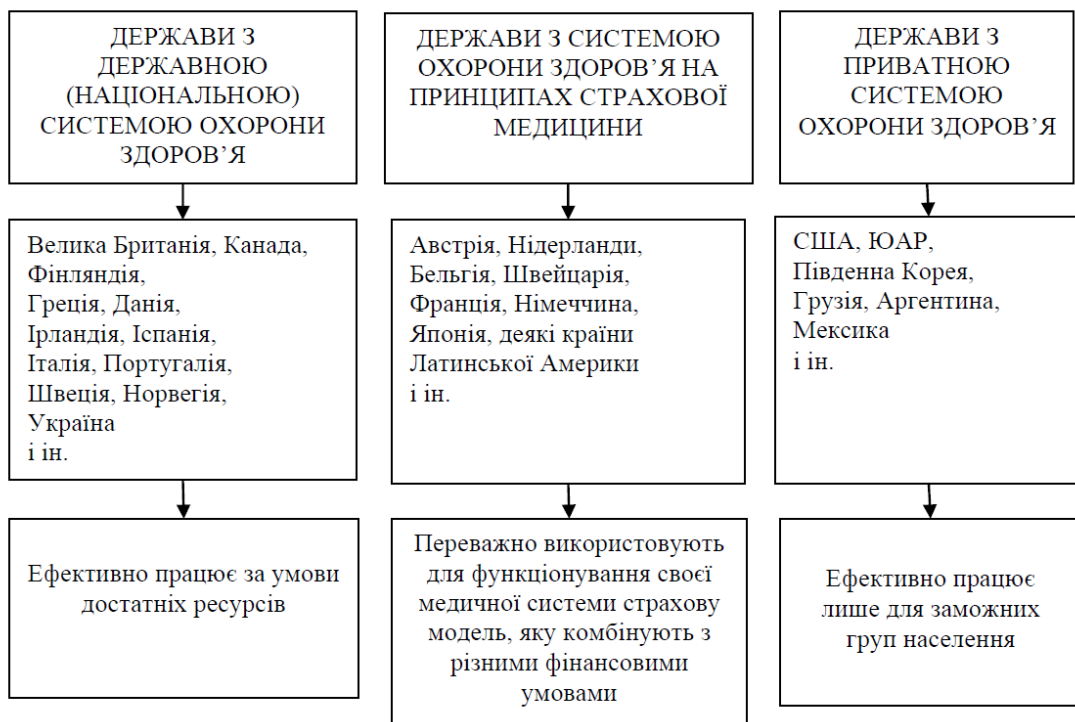 ДЕРЖАВИ З
ДЕРЖАВНОЮ
(НАЦІОНАЛЬНОЮ)
СИСТЕМОЮ ОХОРОНИ
ЗДОРОВ’Я
Велика Британія, Канада,
Фінляндія,
Греція, Данія,
Ірландія, Іспанія,
Італія, Португалія,
Швеція, Норвегія,
Україна
і ін.
Ефективно працює за умови
достатніх ресурсів
ДЕРЖАВИ З СИСТЕМОЮ
ОХОРОНИ ЗДОРОВ’Я НА
ПРИНЦИПАХ СТРАХОВОЇ
МЕДИЦИНИ
Австрія, Нідерланди,
Бельгія, Швейцарія,
Франція, Німеччина,
Японія, деякі країни
Латинської Америки
і ін.
Переважно використовують
для функціонування своєї
медичної системи страхову
модель, яку комбінують з
різними фінансовими
умовами
ДЕРЖАВИ З
ПРИВАТНОЮ
СИСТЕМОЮ
ОХОРОНИ ЗДОРОВ’Я
США, ЮАР,
Південна Корея,
Грузія, Аргентина,
Мексика
і ін.
Ефективно працює
лише для заможних
груп населення